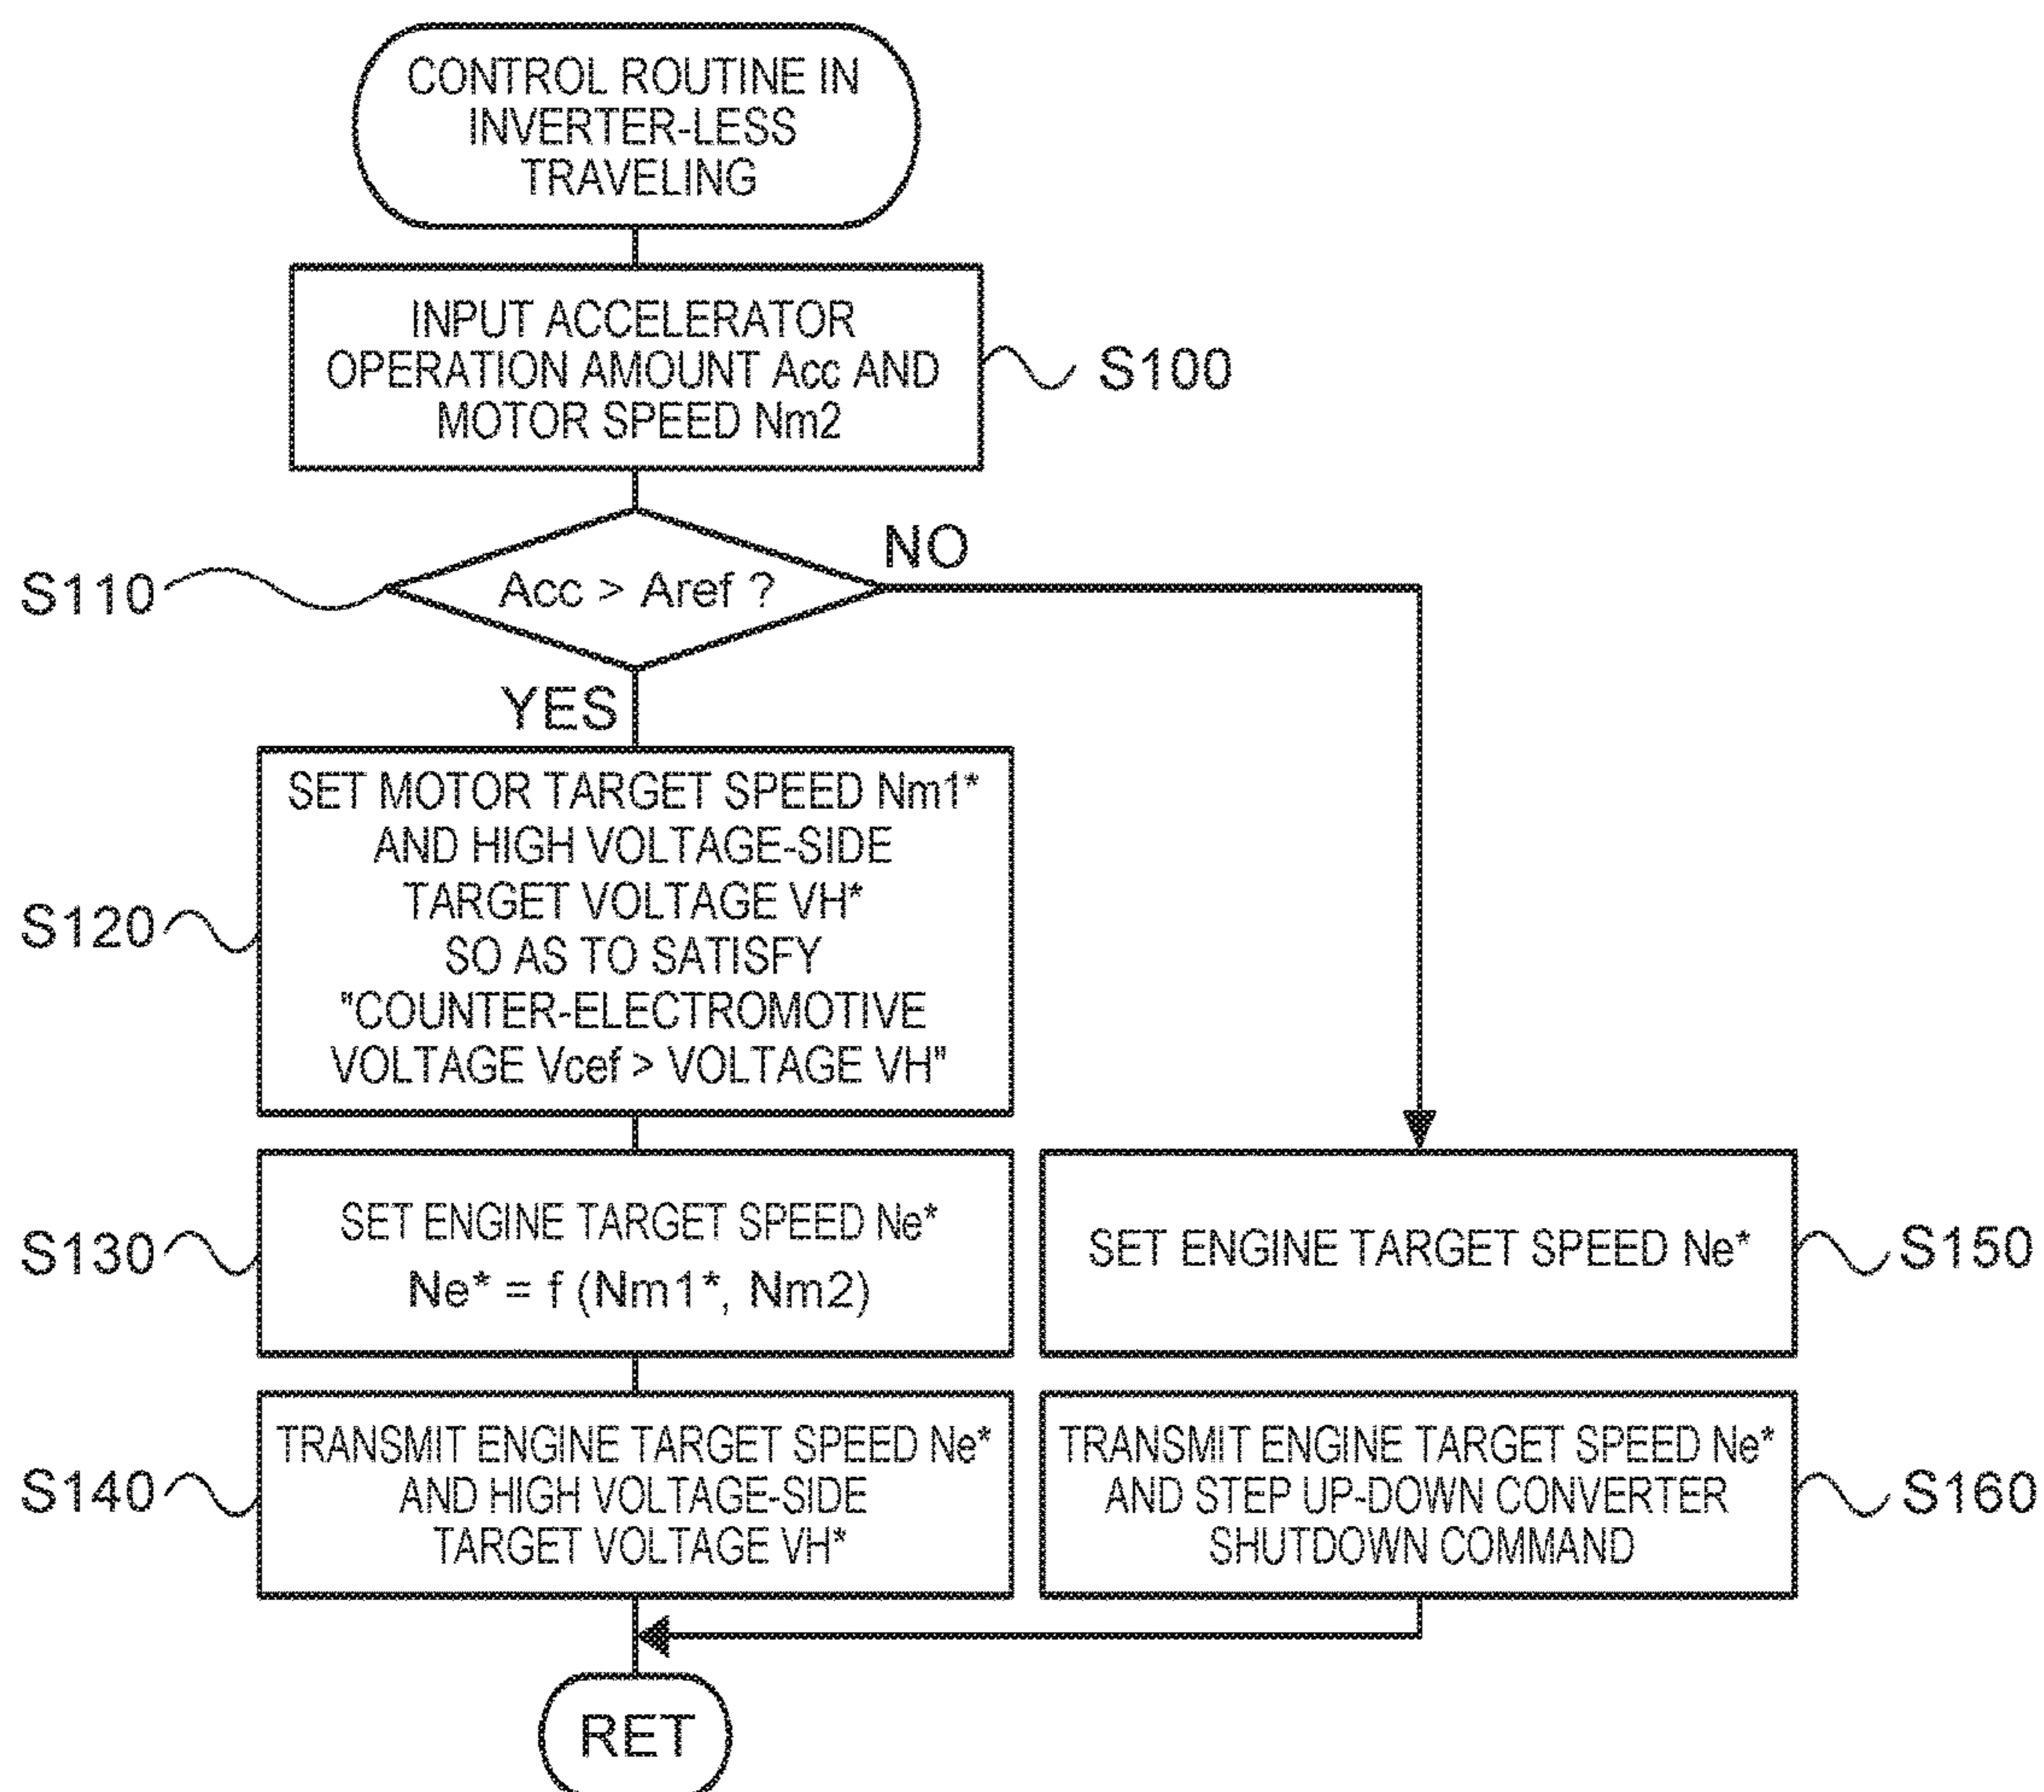 CONTROL ROUTINE IN
INVERTER-LESS
TRAVELING
INPUT ACCELERATOR
OPERATION AMOUNT Acc AND
MOTOR SPEED Nm2
S100
S110
Acc > Aref ?
NO
YES
SET MOTOR TARGET SPEED Nm1*
AND HIGH VOLTAGE-SIDE
TARGET VOLTAGE VH*
SO AS TO SATISFY
"COUNTER-ELECTROMOTIVE
VOLTAGE Vcef > VOLTAGE VH"
S120
SET ENGINE TARGET SPEED Ne*
Ne* = f (Nm1*, Nm2)
S130
SET ENGINE TARGET SPEED Ne*
S150
TRANSMIT ENGINE TARGET SPEED Ne*
AND HIGH VOLTAGE-SIDE
TARGET VOLTAGE VH*
S140
TRANSMIT ENGINE TARGET SPEED Ne*
AND STEP UP-DOWN CONVERTER
SHUTDOWN COMMAND
S160
RET